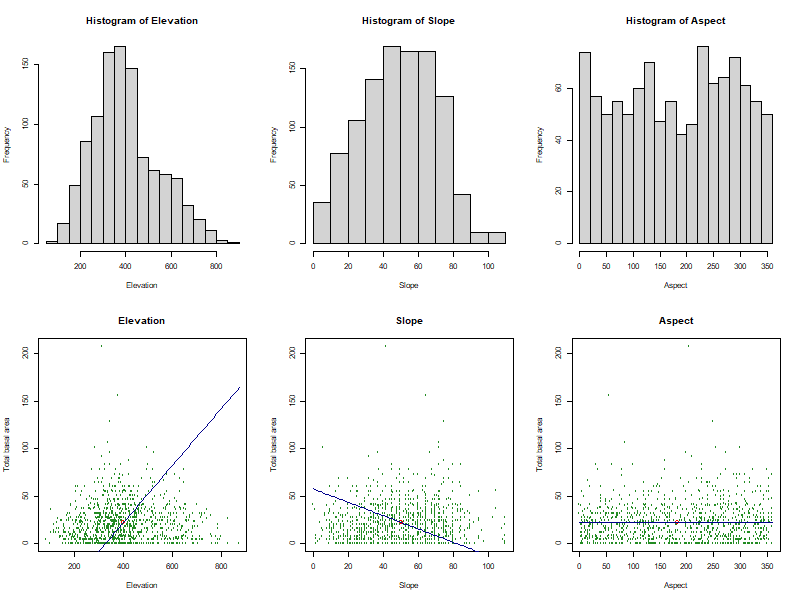 Histogram of Elevation
Frequency
0 50 100 150
200 400 600 800
Elevation
Histogram of Slope
Frequency
0 50 100 150
0 20 40 60 80 100
Slope
Histogram of Aspect
Frequency
0 20 40 60
0 50 100 150 200 250 300 350
Aspect
Elevation
Total basal area
0 50 100 150 200
200 400 600 800
Elevation
Slope
Total basal area
0 50 100 150 200
0 20 40 60 80 100
Slope
Aspect
Total basal area
0 50 100 150 200
0 50 100 150 200 250 300 350
Aspect